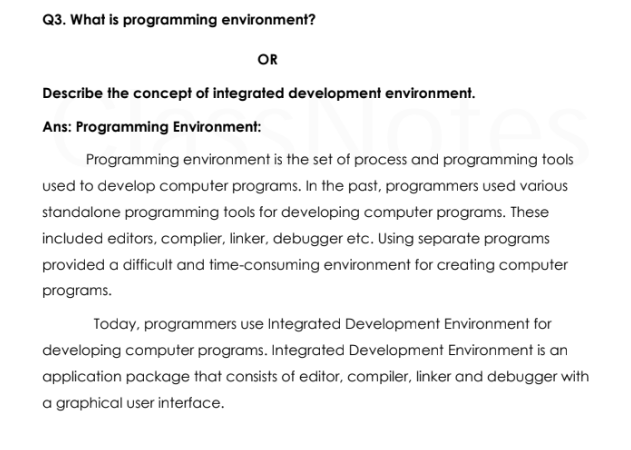 Q3. What is programming environment?
OR
Describe the concept of integrated development environment.
Ans: Programming Environment:
Programming environment is the set of process and programming tools
used to develop computer programs. In the past, programmers used various
standalone programming tools for developing computer programs. These
included editors, complier, linker, debugger etc. Using separate programs
provided a difficult and time-consuming environment for creating computer
programs.
Today, programmers use Integrated Development Environment for
developing computer programs. Integrated Development Environment is an
application package that consists of editor, compiler, linker and debugger with
a graphical user interface.
ClassNotes